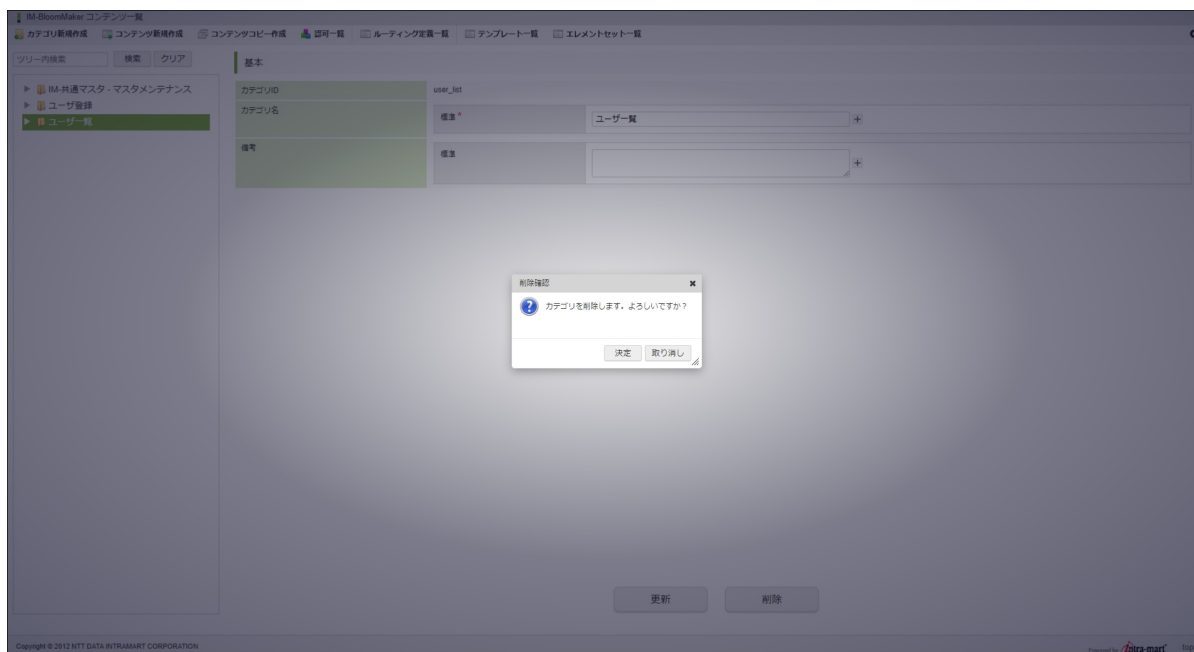 IM-BloomMaker コンテンツ一覧
カテゴリ新規作成 コンテンツ新規作成 コンテンツコピー作成 認可一覧 ルーティング定義一覧 テンプレート一覧 エレメントセット一覧
ツリー内検索 検索 クリア
IM-共通マスタ - マスタメンテナンス
ユーザ登録
ユーザ一覧
基本
カテゴリID user_list
カテゴリ名 標準 * ユーザ一覧
備考 標準
削除確認
カテゴリを削除します。よろしいですか?
決定 取り消し
更新 削除
Copyright © 2012 NTT DATA INTRAMART CORPORATION
Powered by intra-mart top